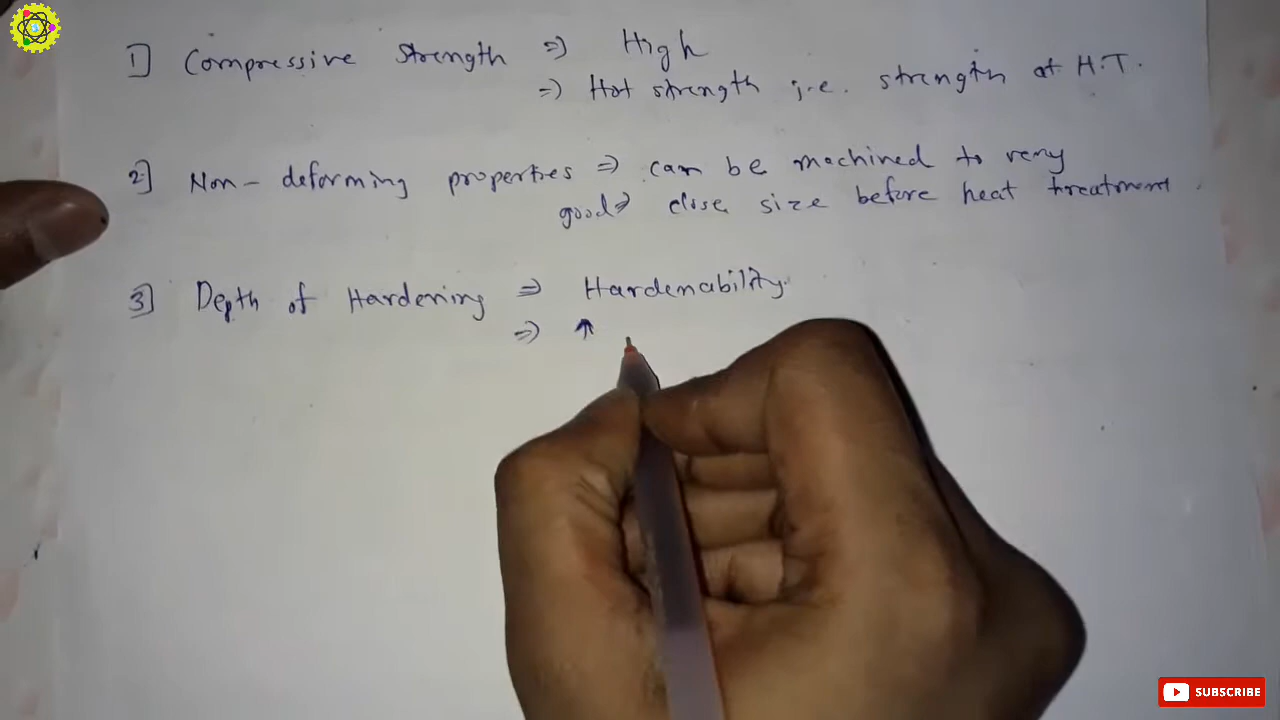 1] Compressive strength ⇒ High
⇒ Hot strength i.e. strength at H.T.
2] Non-deforming properties ⇒ can be machined to very
good ⇒ close size before heat treatment.
3] Depth of Hardening ⇒ Hardenability.
⇒ ↑
SUBSCRIBE